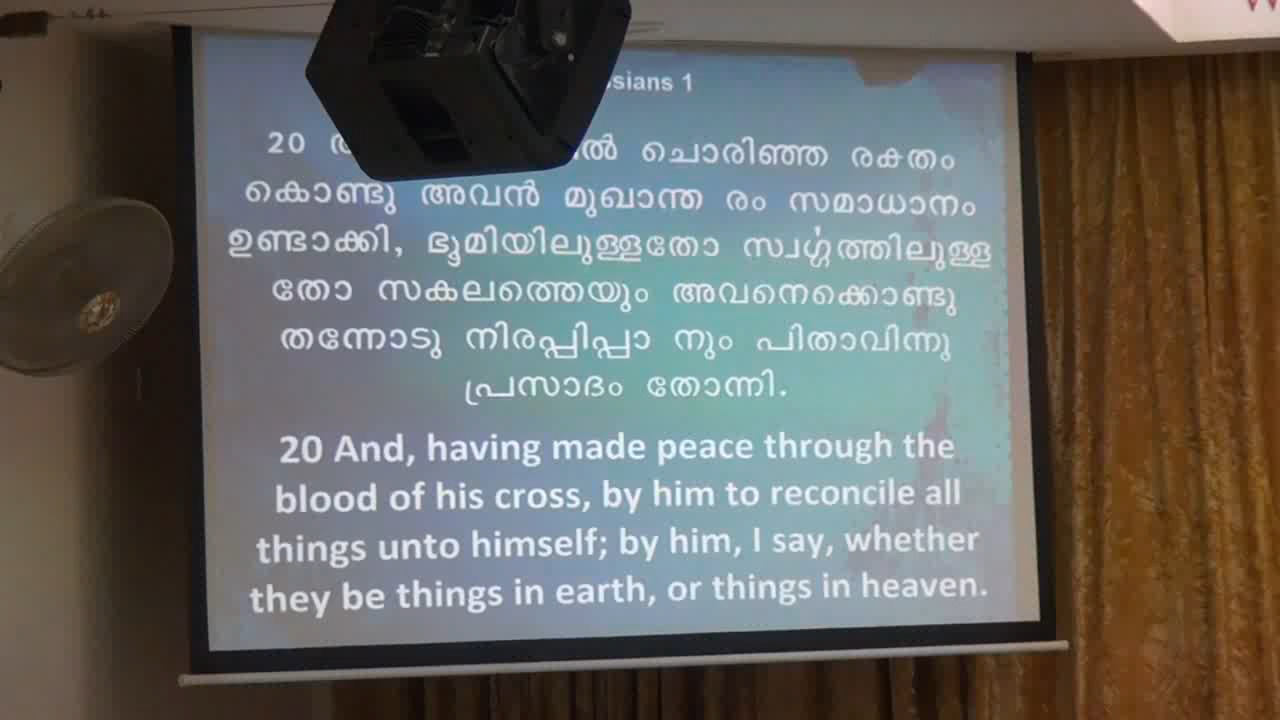 1
20 ചൊരിഞ്ഞ രക്തം
കൊണ്ടു അവൻ മുഖാന്ത രം സമാധാനം
ഉണ്ടാക്കി, ഭൂമിയിലുള്ളതോ സ്വർഗ്ഗത്തിലുള്ള
തോ സകലത്തെയും അവനെക്കൊണ്ടു
തന്നോടു നിരപ്പിപ്പാ നും പിതാവിന്നു
പ്രസാദം തോന്നി.
20 And, having made peace through the
blood of his cross, by him to reconcile all
things unto himself; by him, I say, whether
they be things in earth, or things in heaven.